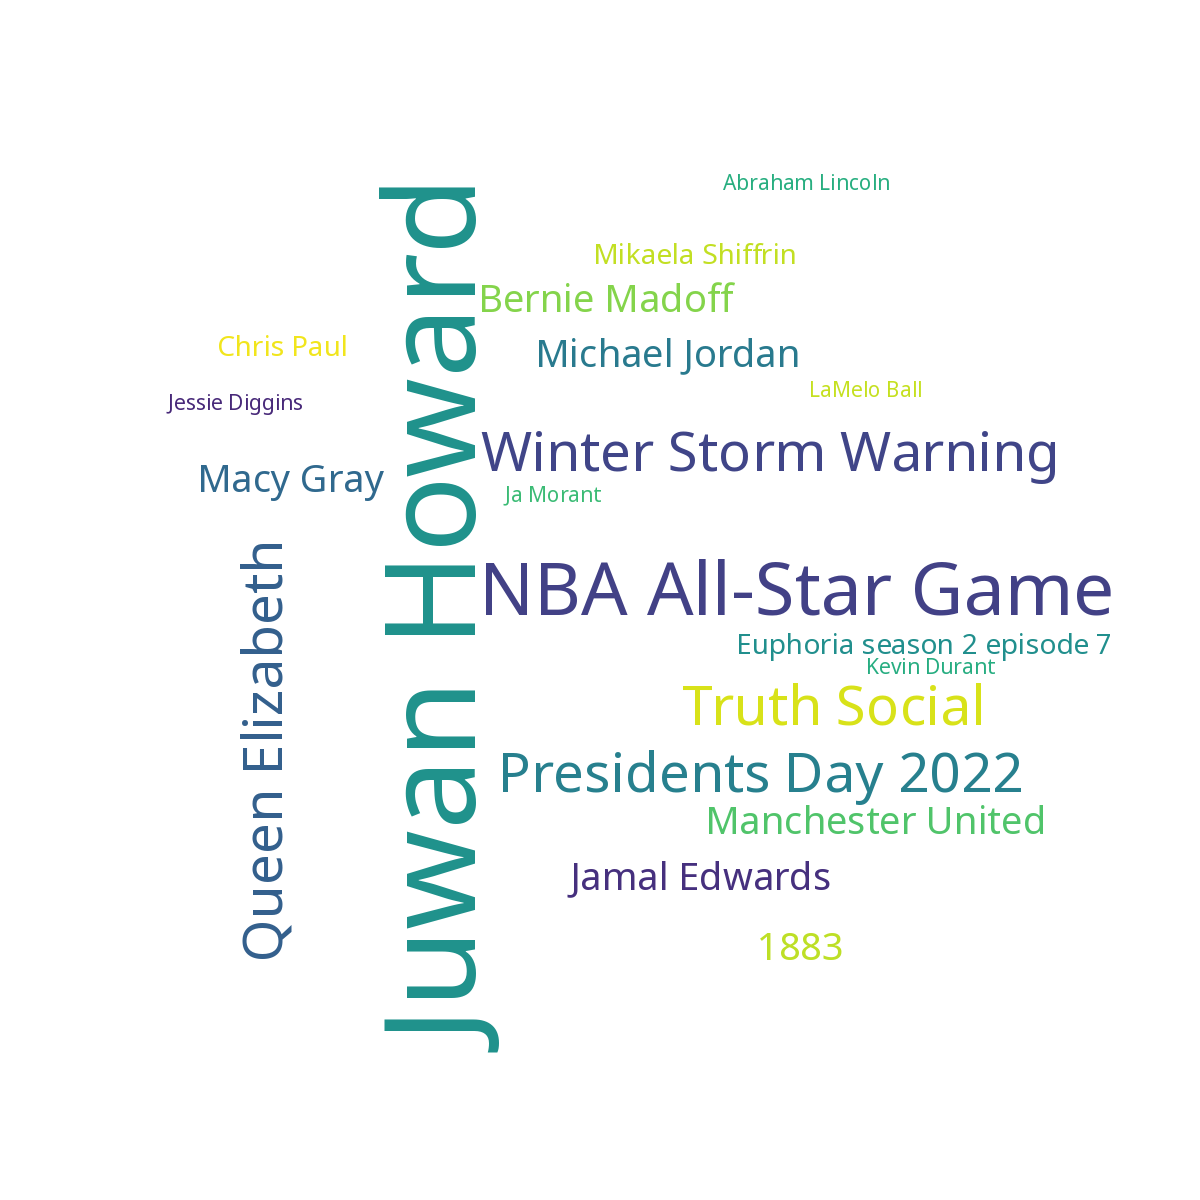 Abraham Lincoln
Mikaela Shiffrin
Bernie Madoff
Chris Paul
Michael Jordan
LaMelo Ball
Jessie Diggins
Winter Storm Warning
Macy Gray
Ja Morant
Juwan Howard
NBA All-Star Game
Queen Elizabeth
Euphoria season 2 episode 7
Kevin Durant
Truth Social
Presidents Day 2022
Manchester United
Jamal Edwards
1883